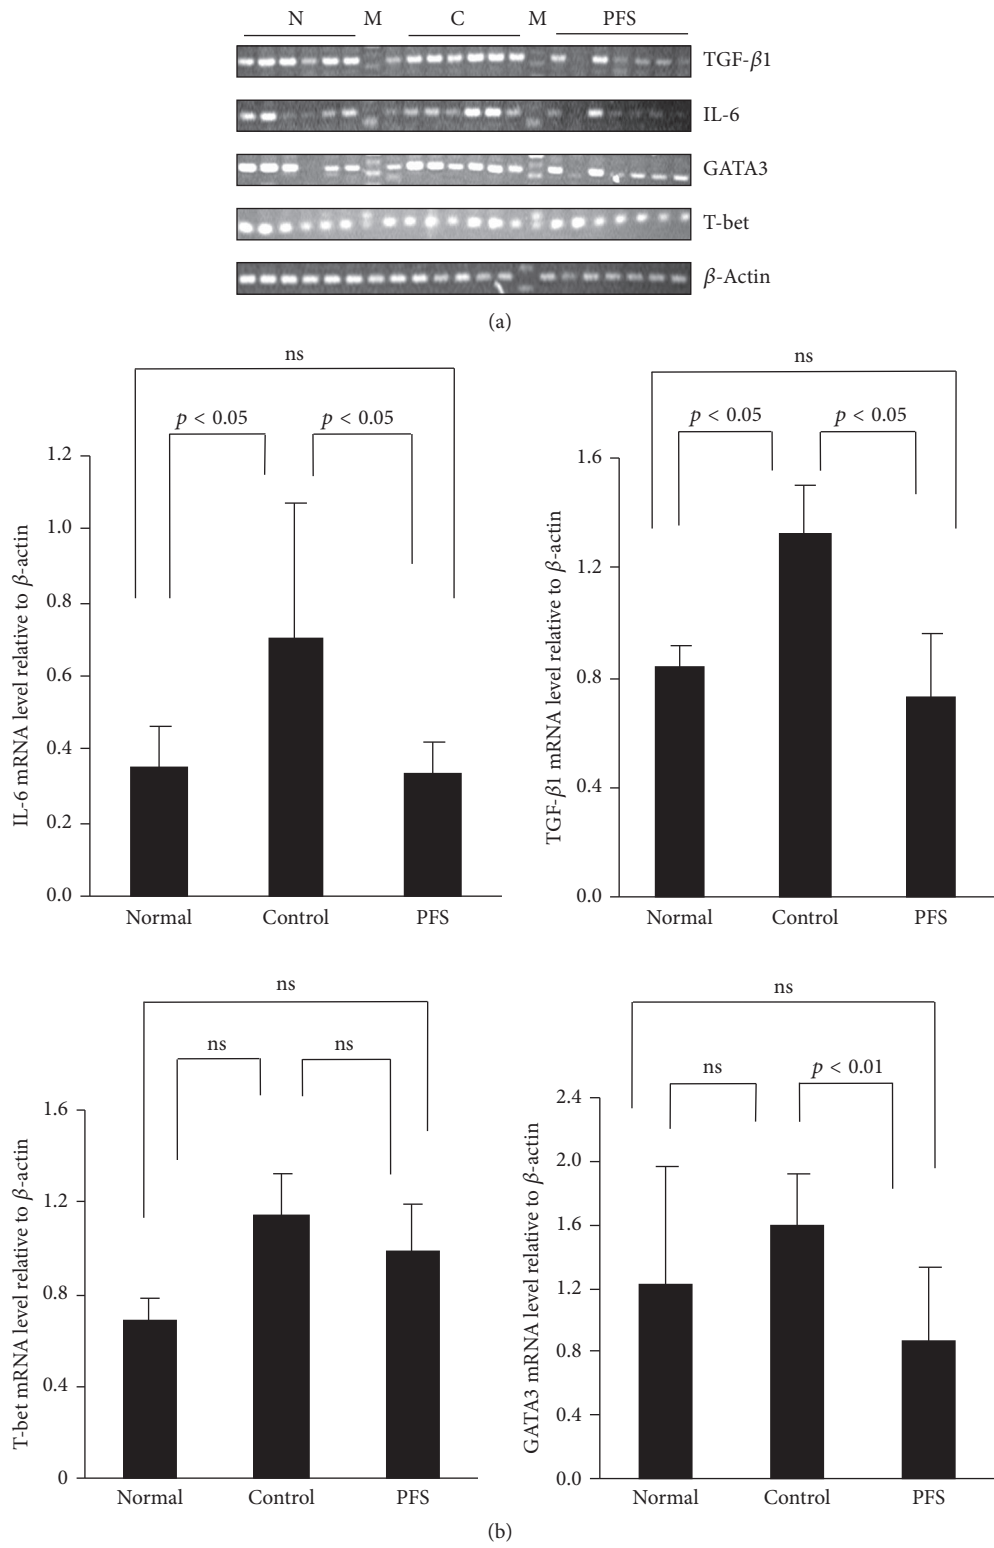 N M C M PFS
TGF-β1
IL-6
GATA3
T-bet
β-Actin
(a)
ns
p < 0.05 p < 0.05
IL-6 mRNA level relative to β-actin
1.2
1.0
0.8
0.6
0.4
0.2
0.0
Normal Control PFS
ns
p < 0.05 p < 0.05
TGF-β1 mRNA level relative to β-actin
1.6
1.2
0.8
0.4
0.0
Normal Control PFS
ns
ns ns
T-bet mRNA level relative to β-actin
1.6
1.2
0.8
0.4
0
Normal Control PFS
ns
ns p < 0.01
GATA3 mRNA level relative to β-actin
2.4
2.0
1.6
1.2
0.8
0.4
0.0
Normal Control PFS
(b)